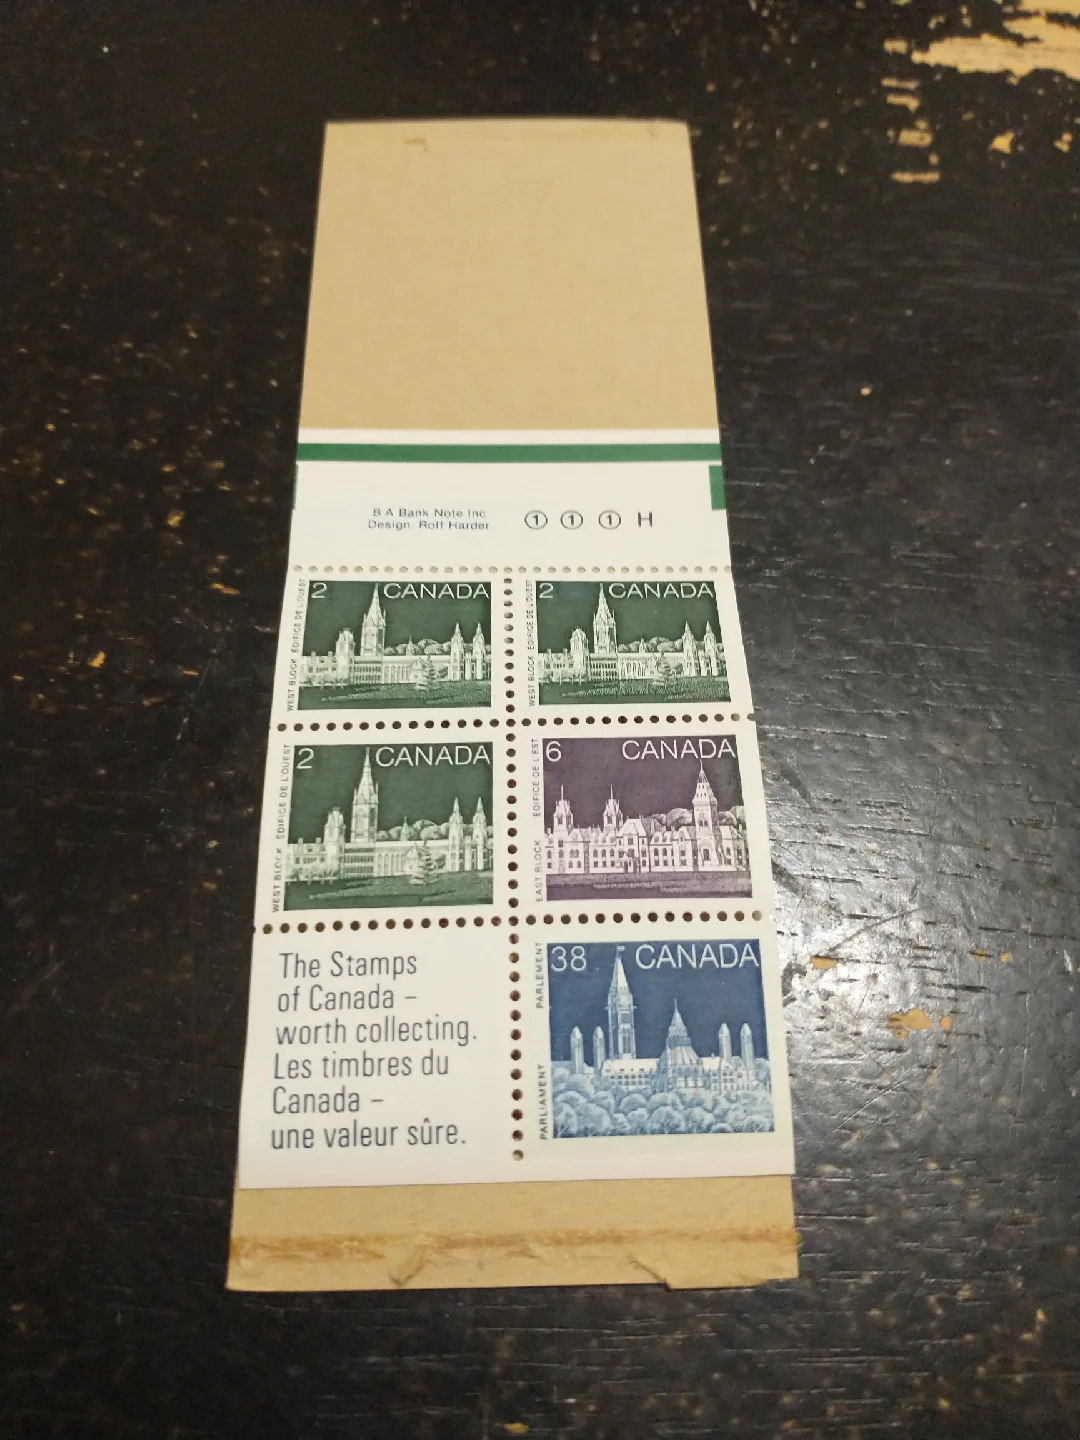 B A Bank Note Inc
Design: Rolf Harder
① ① ① H
2 CANADA
WEST BLOCK EDIFICE DE L'OUEST
2 CANADA
WEST BLOCK EDIFICE DE L'OUEST
2 CANADA
WEST BLOCK EDIFICE DE L'OUEST
6 CANADA
EAST BLOCK EDIFICE DE L'EST
The Stamps
of Canada –
worth collecting.
Les timbres du
Canada –
une valeur sûre.
38 CANADA
PARLIAMENT PARLEMENT